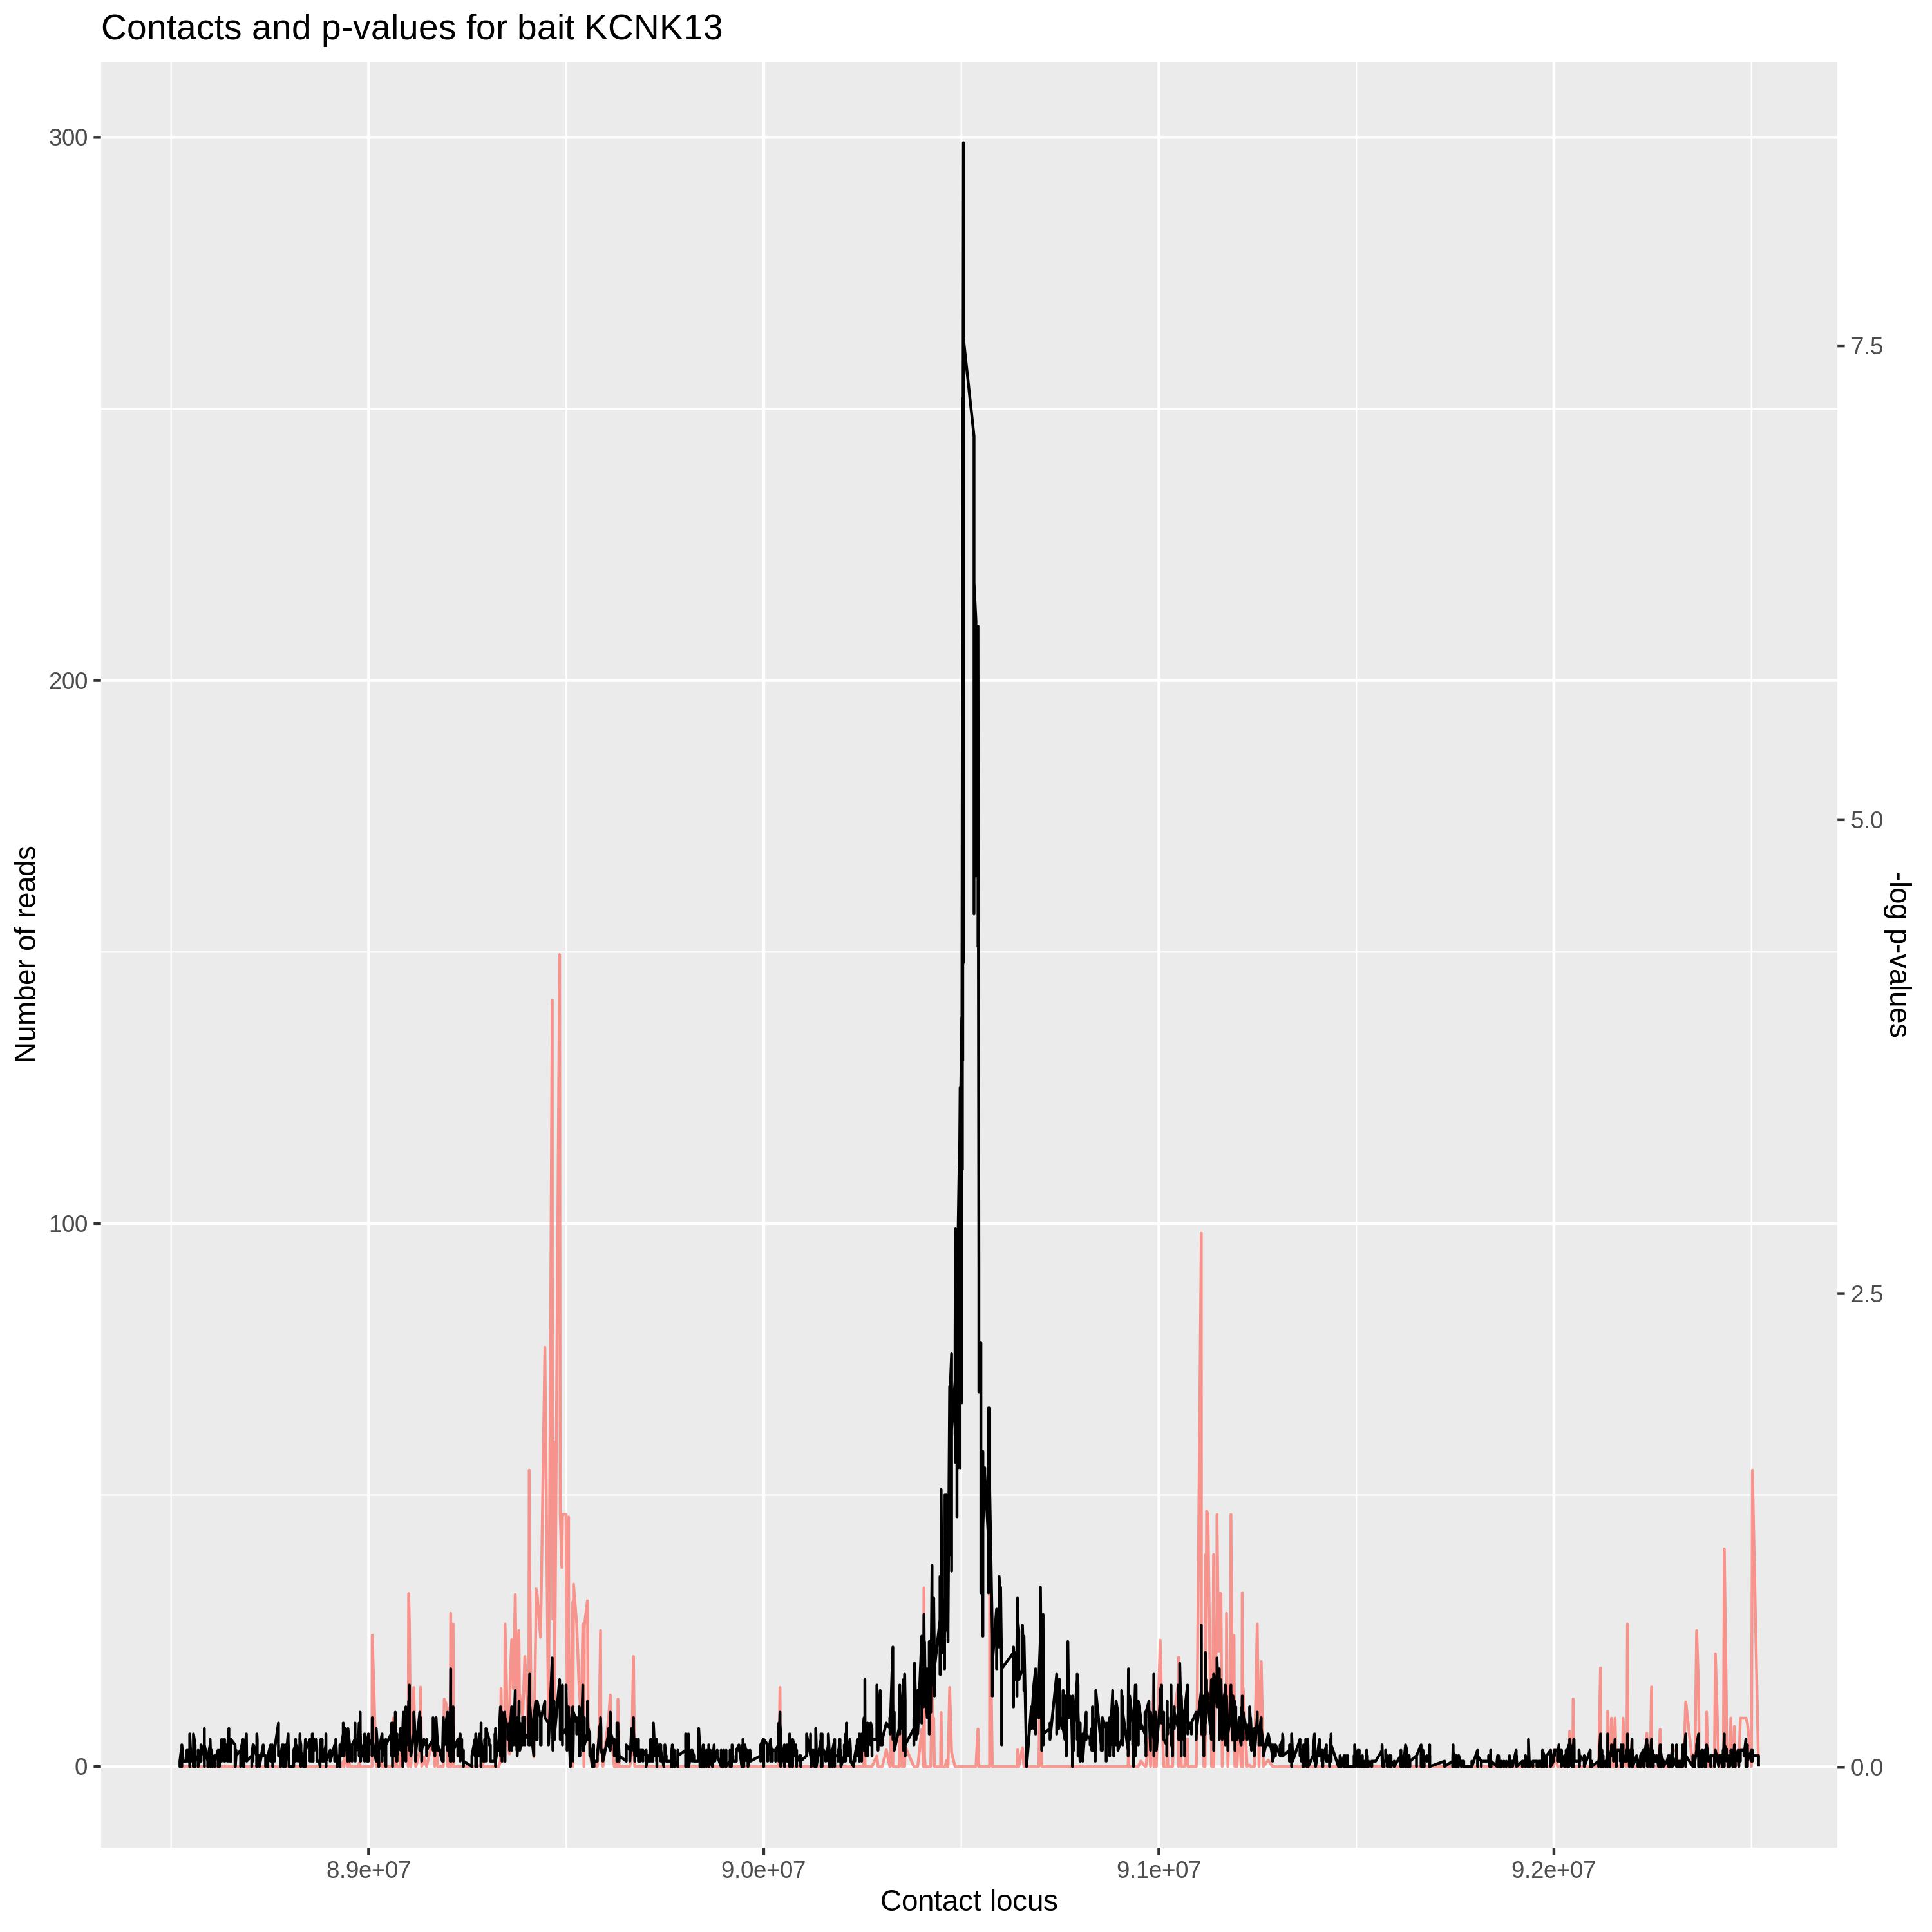 Contacts and p-values for bait KCNK13
300
200
100
0
Number of reads
7.5
5.0
2.5
0.0
-log p-values
8.9e+07
9.0e+07
9.1e+07
9.2e+07
Contact locus